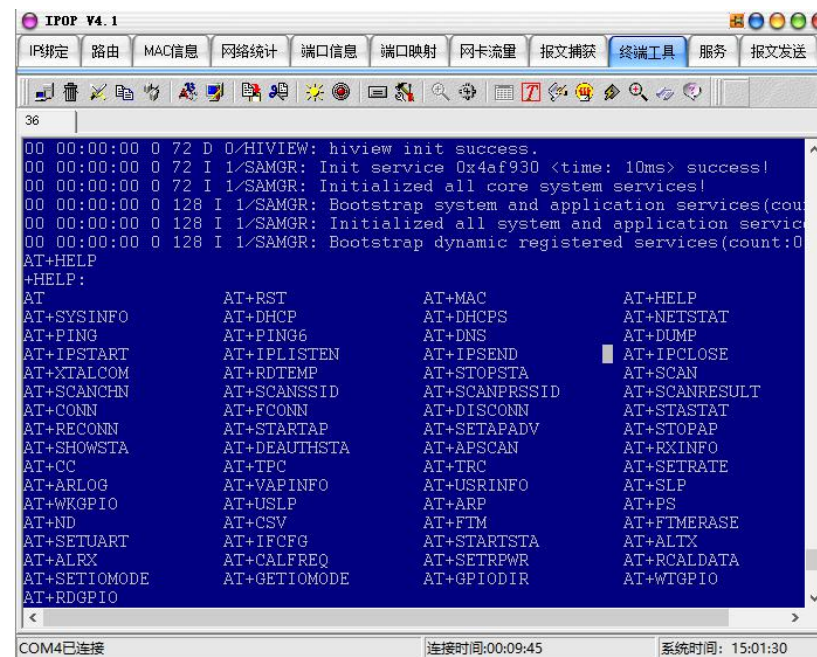 IPOP V4.1
IP绑定 路由 MAC信息 网络统计 端口信息 端口映射 网卡流量 报文捕获 终端工具 服务 报文发送
36
00 00:00:00 0 72 D 0/HIVIEW: hiview init success.
00 00:00:00 0 72 I 1/SAMGR: Init service 0x4af930 <time: 10ms> success!
00 00:00:00 0 72 I 1/SAMGR: Initialized all core system services!
00 00:00:00 0 128 I 1/SAMGR: Bootstrap system and application services(cou
00 00:00:00 0 128 I 1/SAMGR: Initialized all system and application servic
00 00:00:00 0 128 I 1/SAMGR: Bootstrap dynamic registered services(count:0
AT+HELP
+HELP:
AT AT+RST AT+MAC AT+HELP
AT+SYSINFO AT+DHCP AT+DHCPS AT+NETSTAT
AT+PING AT+PING6 AT+DNS AT+DUMP
AT+IPSTART AT+IPLISTEN AT+IPSEND AT+IPCLOSE
AT+XTALCOM AT+RDTEMP AT+STOPSTA AT+SCAN
AT+SCANCHN AT+SCANSSID AT+SCANPRSSID AT+SCANRESULT
AT+CONN AT+FCONN AT+DISCONN AT+STASTAT
AT+RECONN AT+STARTAP AT+SETAPADV AT+STOPAP
AT+SHOWSTA AT+DEAUTHSTA AT+APSCAN AT+RXINFO
AT+CC AT+TPC AT+TRC AT+SETRATE
AT+ARLOG AT+VAPINFO AT+USRINFO AT+SLP
AT+WKGPIO AT+USLP AT+ARP AT+PS
AT+ND AT+CSV AT+FTM AT+FTMERASE
AT+SETUART AT+IFCFG AT+STARTSTA AT+ALTX
AT+ALRX AT+CALFREQ AT+SETRPWR AT+RCALDATA
AT+SETIOMODE AT+GETIOMODE AT+GPIODIR AT+WTGPIO
AT+RDGPIO
COM4已连接 连接时间:00:09:45 系统时间: 15:01:30